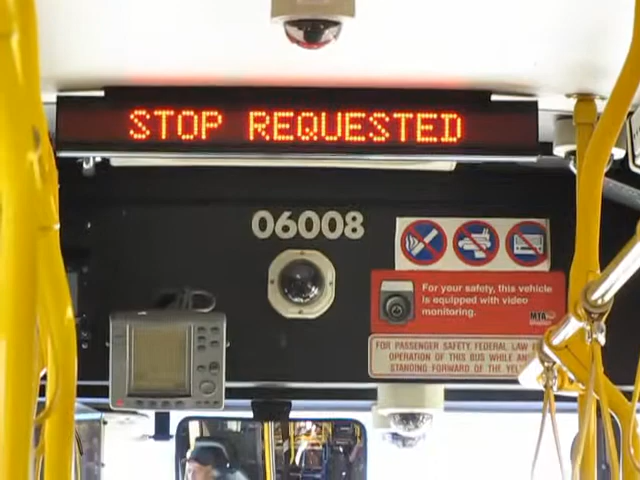 STOP REQUESTED
06008
For your safety, this vehicle
is equipped with video
monitoring.
MTA
FOR PASSENGER SAFETY, FEDERAL LAW
OPERATION OF THIS BUS WHILE AN
STANDING FORWARD OF THE YEL